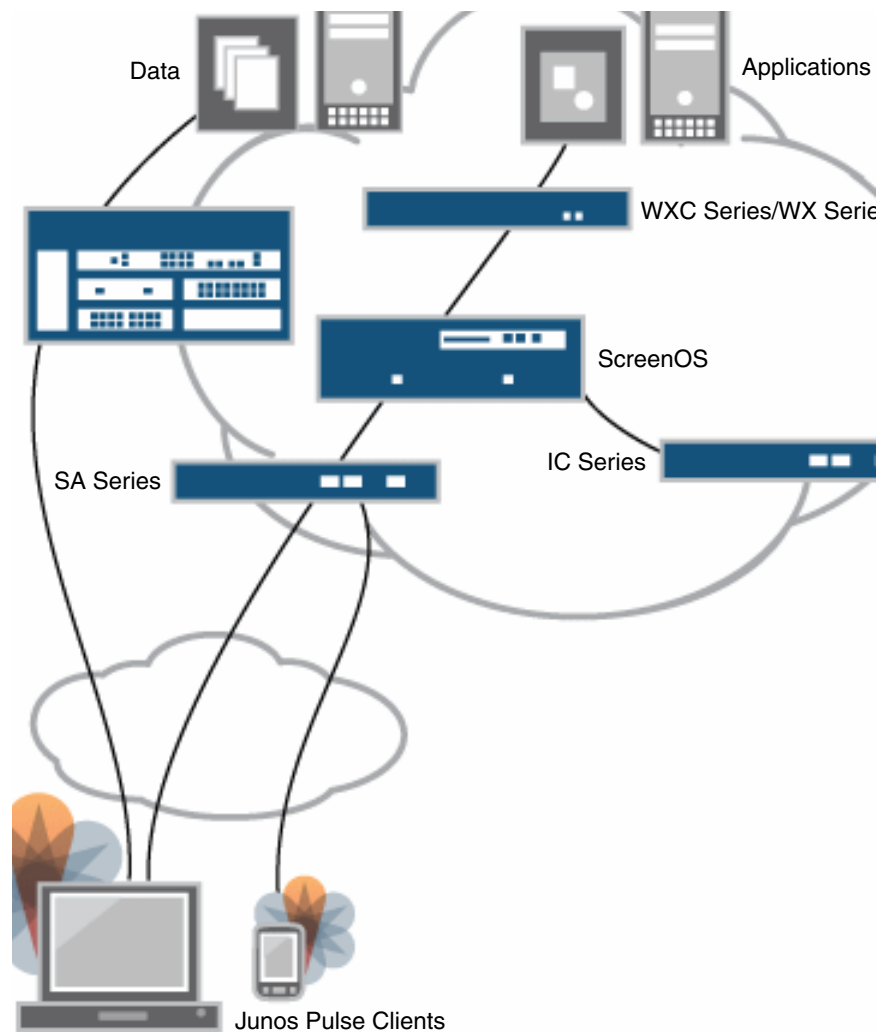 Data
Applications
WXC Series/WX Serie
ScreenOS
IC Series
SA Series
Junos Pulse Clients